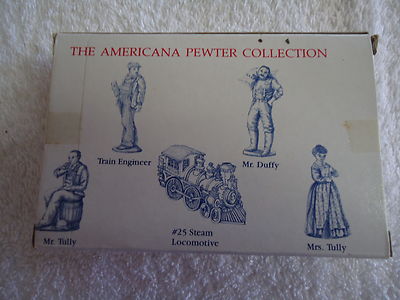 THE AMERICANA PEWTER COLLECTION
Train Engineer
Mr. Duffy
Mr. Tully
#25 Steam
Locomotive
Mrs. Tully